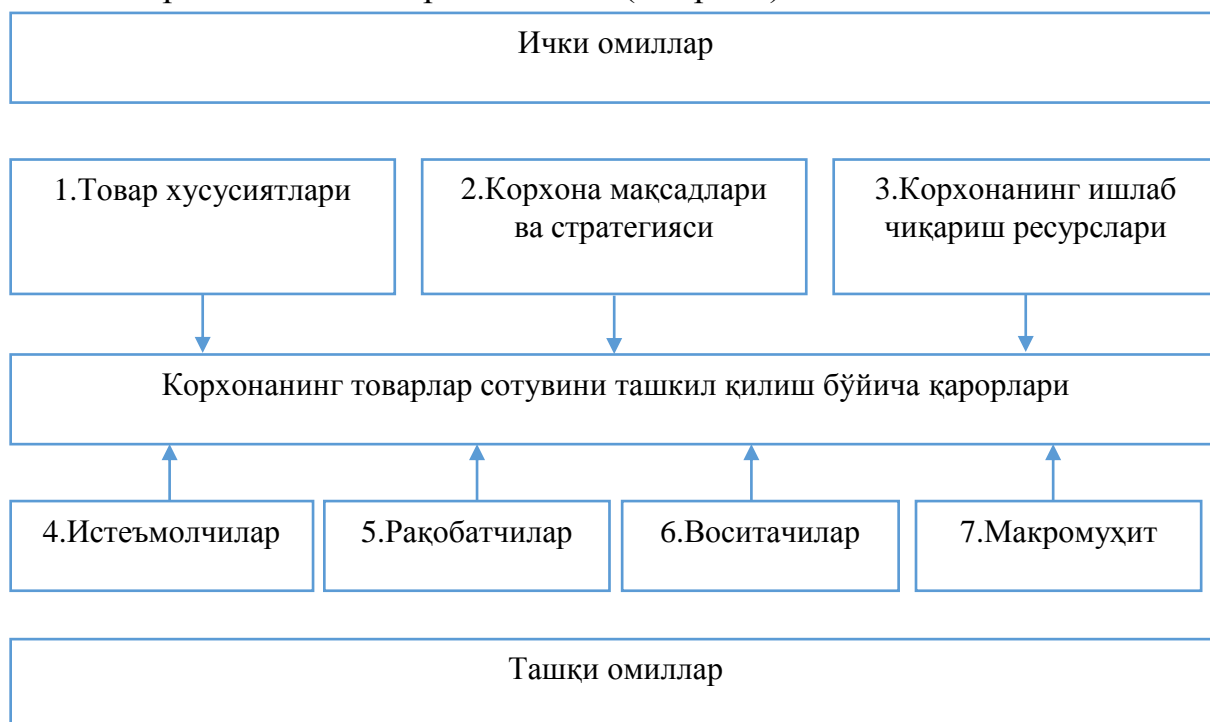 Ички омиллар
1.Товар хусусиятлари
2.Корхона мақсадлари
ва стратегияси
3.Корхонанинг ишлаб
чиқариш ресурслари
Корхонанинг товарлар сотувини ташкил қилиш бўйича қарорлари
4.Истеъмолчилар
5.Рақобатчилар
6.Воситачилар
7.Макромуҳит
Ташқи омиллар